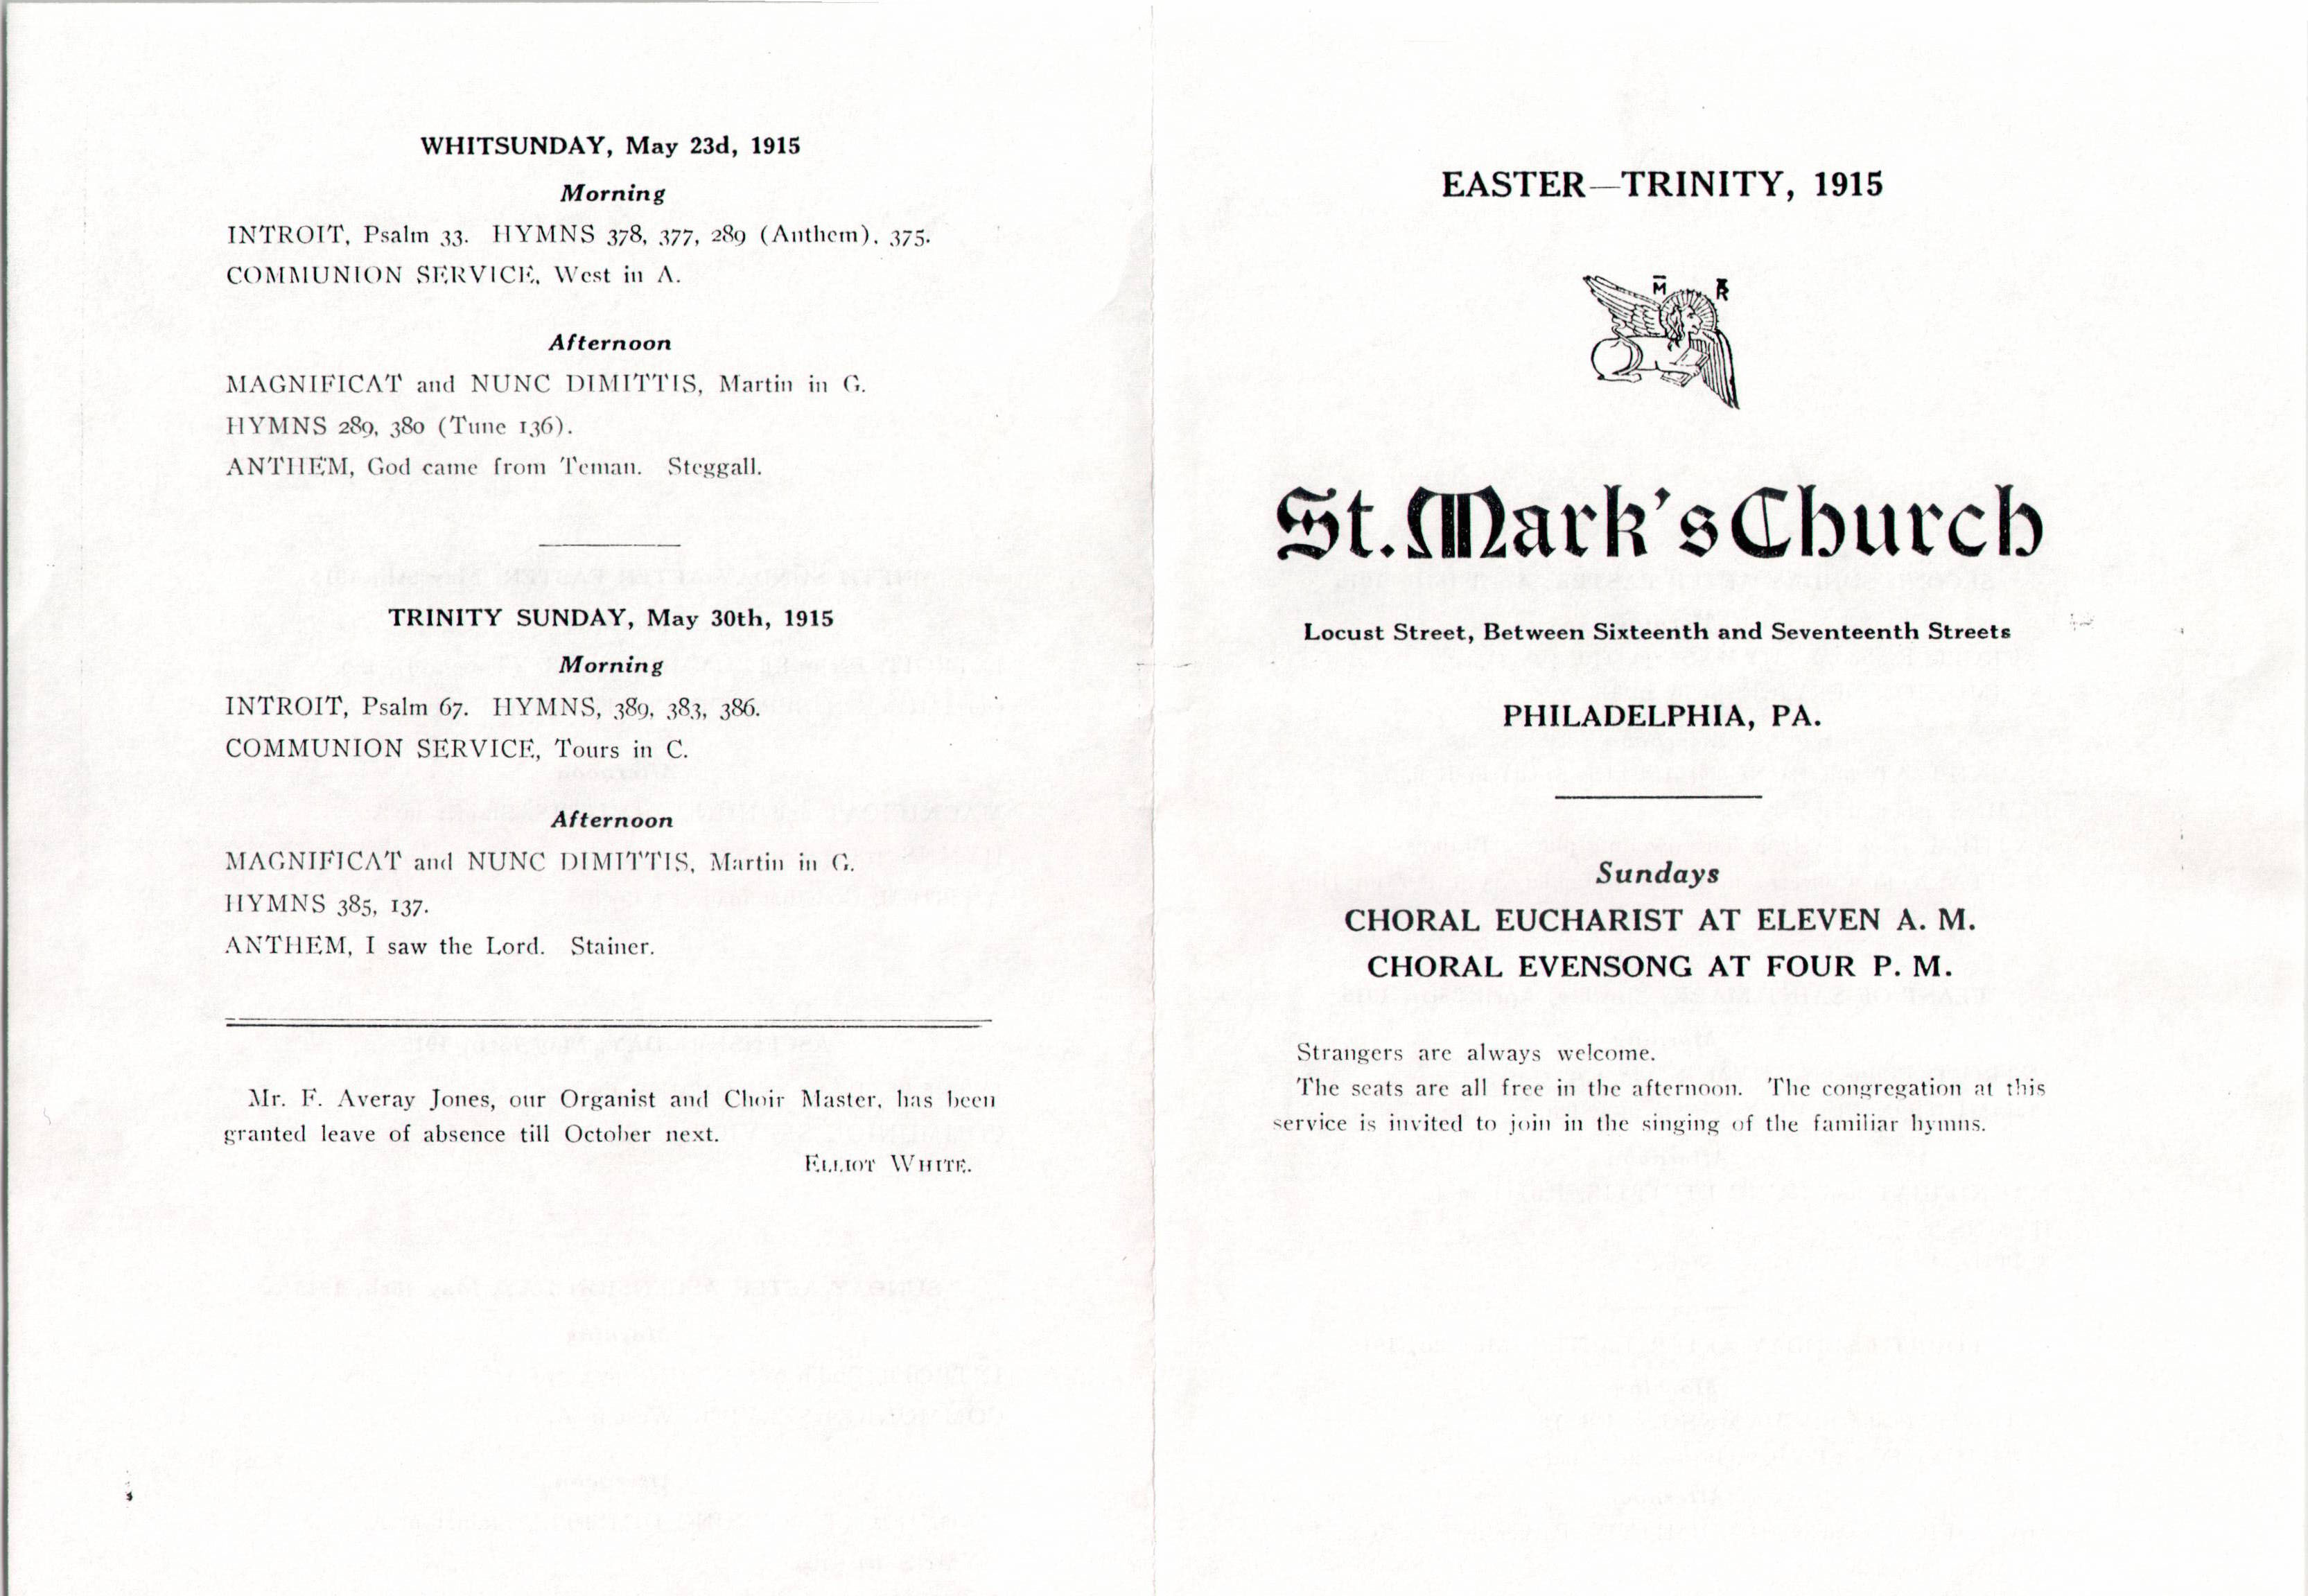 WHITSUNDAY, May 23d, 1915
Morning
INTROIT, Psalm 33. HYMNS 378, 377, 289 (Anthem), 375.
COMMUNION SERVICE, West in A.
Afternoon
MAGNIFICAT and NUNC DIMITTIS, Martin in G.
HYMNS 289, 380 (Tune 136).
ANTHEM, God came from Teman. Steggall.
TRINITY SUNDAY, May 30th, 1915
Morning
INTROIT, Psalm 67. HYMNS, 389, 383, 386.
COMMUNION SERVICE, Tours in C.
Afternoon
MAGNIFICAT and NUNC DIMITTIS, Martin in G.
HYMNS 385, 137.
ANTHEM, I saw the Lord. Stainer.
Mr. F. Averay Jones, our Organist and Choir Master, has been
granted leave of absence till October next.
ELLIOT WHITE.
EASTER—TRINITY, 1915
M R
St. Mark's Church
Locust Street, Between Sixteenth and Seventeenth Streets
PHILADELPHIA, PA.
Sundays
CHORAL EUCHARIST AT ELEVEN A. M.
CHORAL EVENSONG AT FOUR P. M.
Strangers are always welcome.
The seats are all free in the afternoon. The congregation at this
service is invited to join in the singing of the familiar hymns.